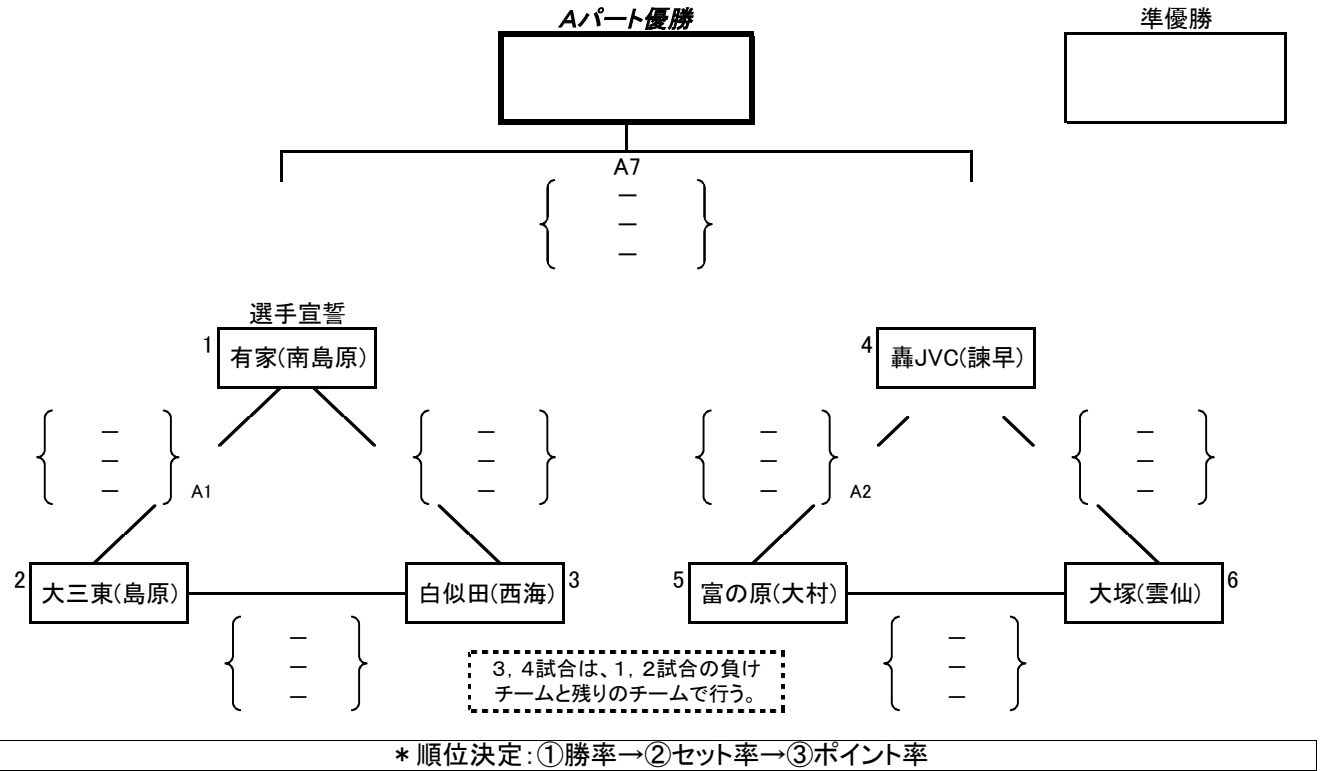 Aパート優勝
準優勝
A7
－
－
－
選手宣誓
1
有家(南島原)
4
轟JVC(諫早)
－
－
－
A1
－
－
－
－
－
－
A2
－
－
－
2
大三東(島原)
白似田(西海)
3
5
富の原(大村)
大塚(雲仙)
6
－
－
－
3，4試合は、1，2試合の負け
チームと残りのチームで行う。
－
－
－
＊順位決定：①勝率→②セット率→③ポイント率